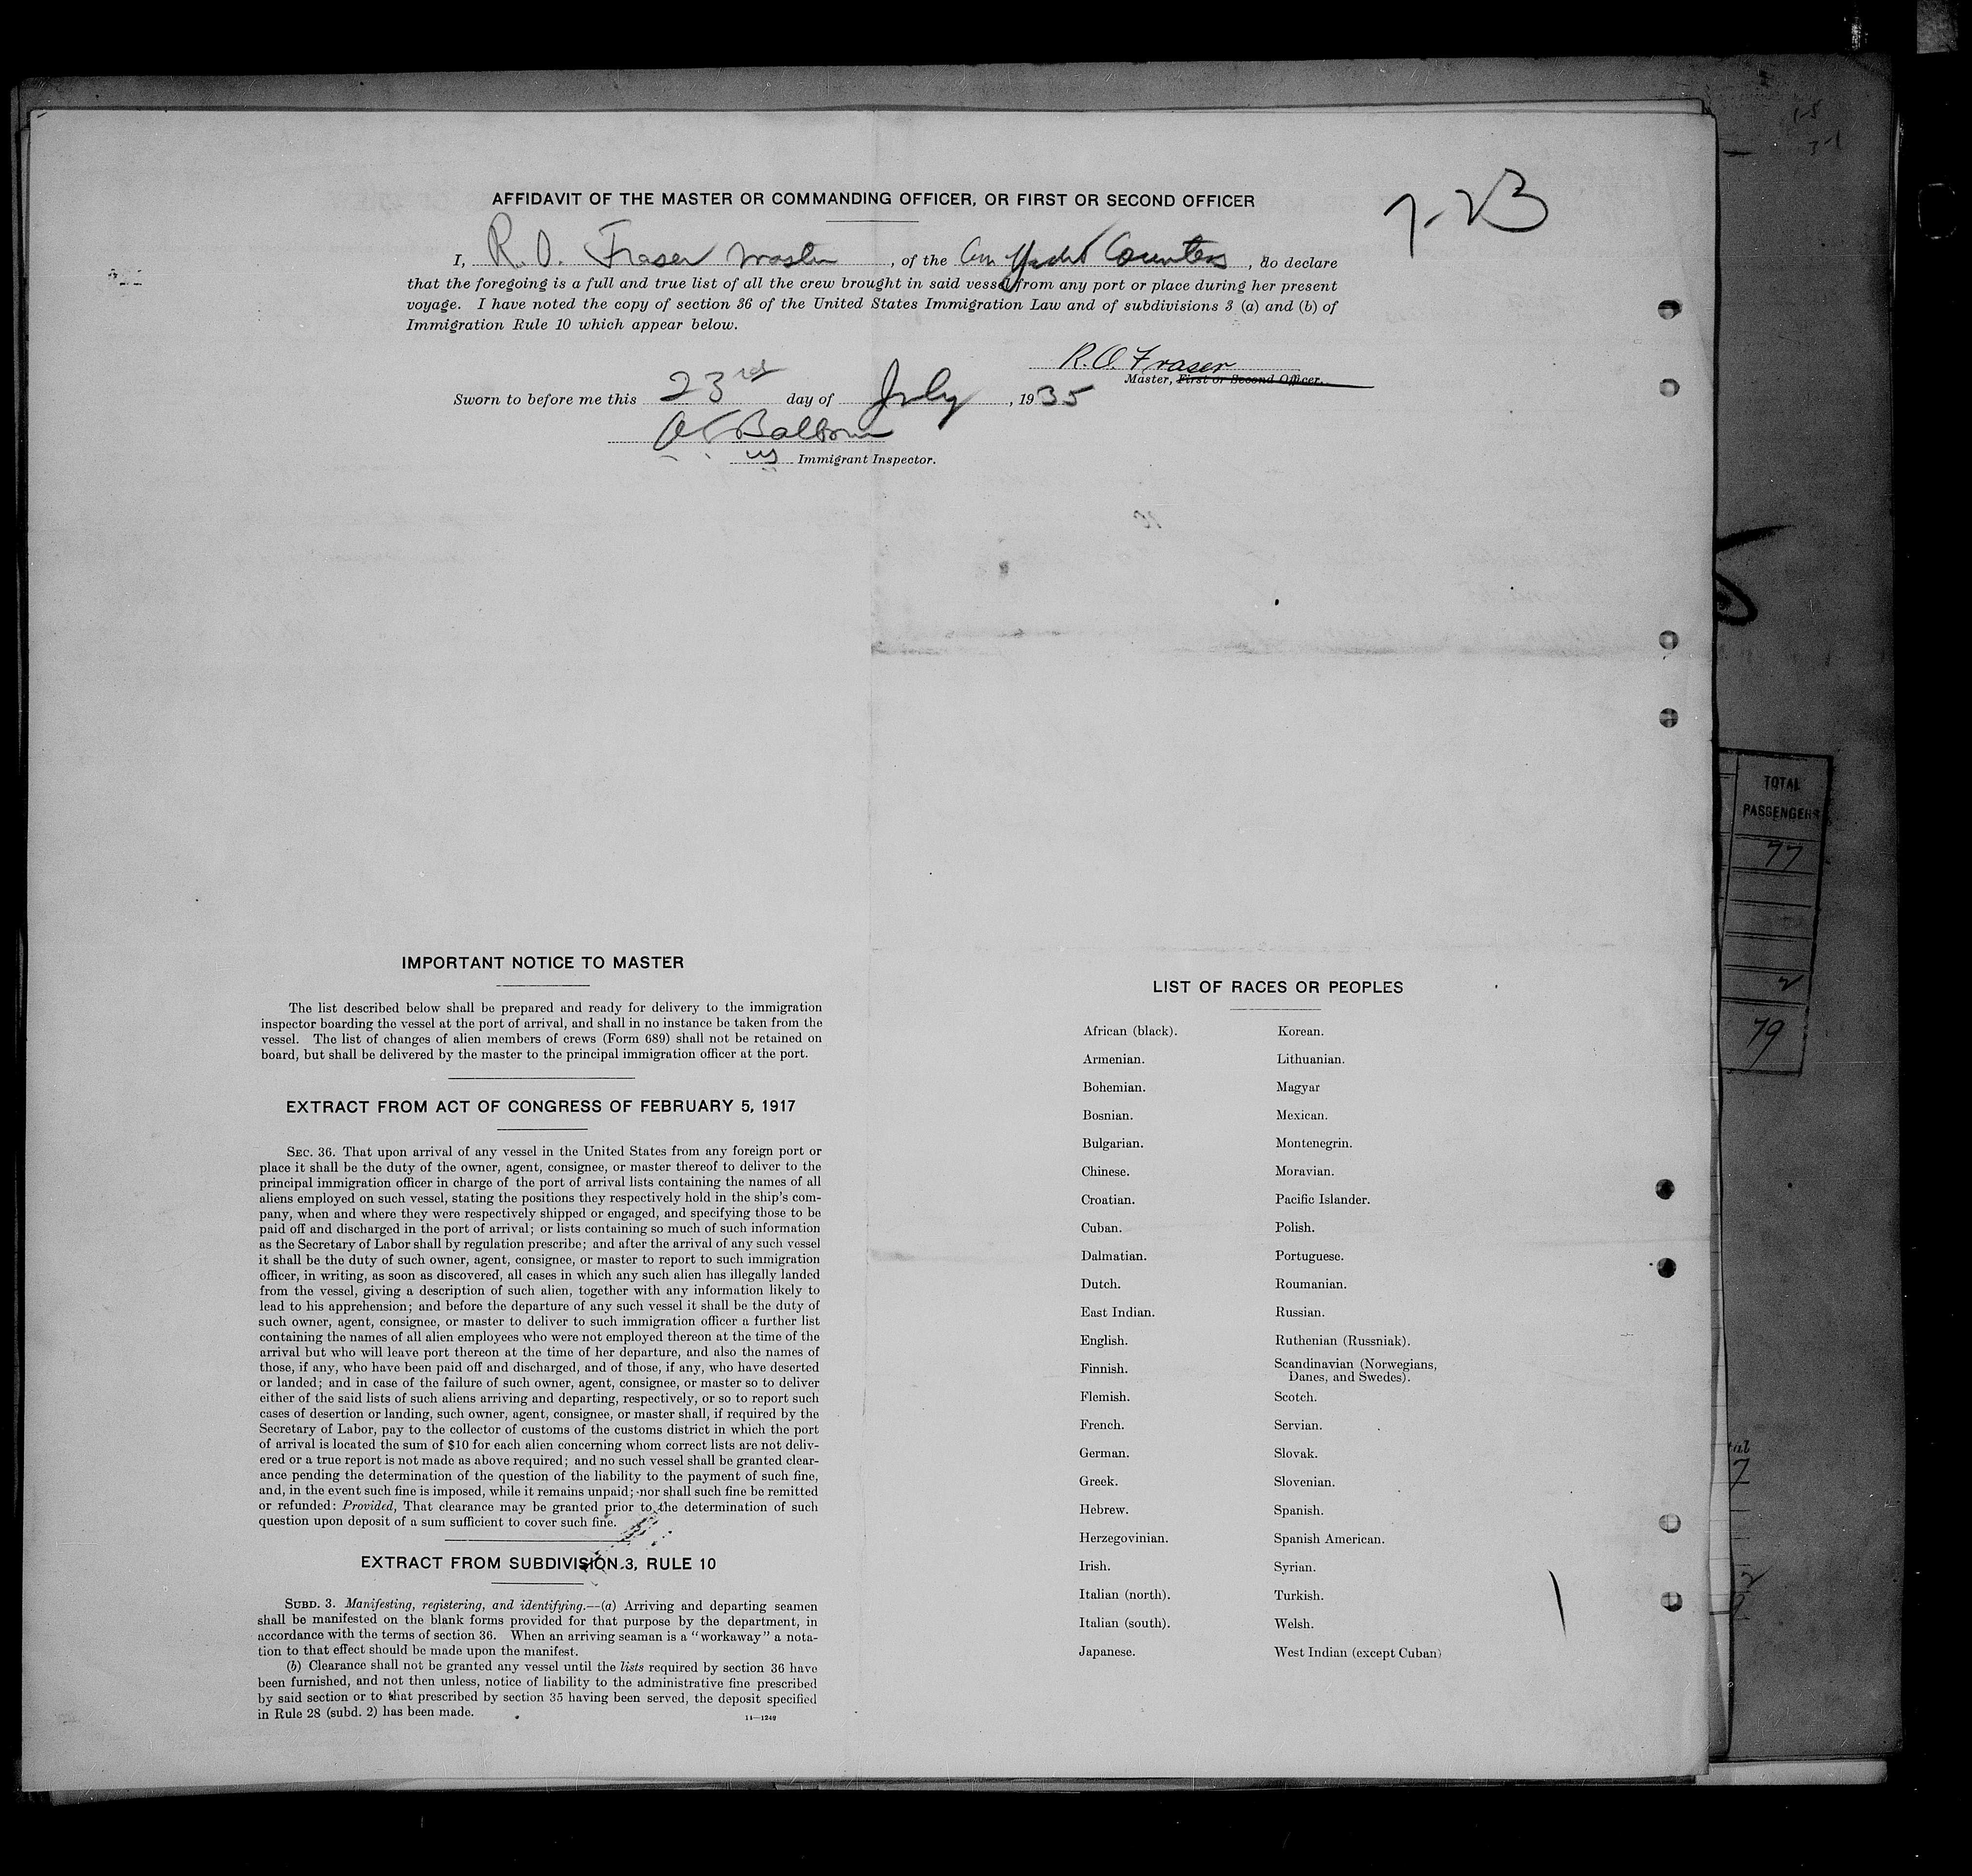 AFFIDAVIT OF THE MASTER OR COMMANDING OFFICER, OR FIRST OR SECOND OFFICER
7-23
I, R. O. Fraser Master, of the Am Yacht Countess, do declare
that the foregoing is a full and true list of all the crew brought in said vessel from any port or place during her present
voyage. I have noted the copy of section 36 of the United States Immigration Law and of subdivisions 3 (a) and (b) of
Immigration Rule 10 which appear below.
R. O. Fraser
Master, First or Second Officer.
Sworn to before me this 23rd day of July, 1935
US Immigrant Inspector.
IMPORTANT NOTICE TO MASTER
The list described below shall be prepared and ready for delivery to the immigration
inspector boarding the vessel at the port of arrival, and shall in no instance be taken from the
vessel. The list of changes of alien members of crews (Form 689) shall not be retained on
board, but shall be delivered by the master to the principal immigration officer at the port.
EXTRACT FROM ACT OF CONGRESS OF FEBRUARY 5, 1917
SEC. 36. That upon arrival of any vessel in the United States from any foreign port or
place it shall be the duty of the owner, agent, consignee, or master thereof to deliver to the
principal immigration officer in charge of the port of arrival lists containing the names of all
aliens employed on such vessel, stating the positions they respectively hold in the ship's com-
pany, when and where they were respectively shipped or engaged, and specifying those to be
paid off and discharged in the port of arrival; or lists containing so much of such information
as the Secretary of Labor shall by regulation prescribe; and after the arrival of any such vessel
it shall be the duty of such owner, agent, consignee, or master to report to such immigration
officer, in writing, as soon as discovered, all cases in which any such alien has illegally landed
from the vessel, giving a description of such alien, together with any information likely to
lead to his apprehension; and before the departure of any such vessel it shall be the duty of
such owner, agent, consignee, or master to deliver to such immigration officer a further list
containing the names of all alien employees who were not employed thereon at the time of the
arrival but who will leave port thereon at the time of her departure, and also the names of
those, if any, who have been paid off and discharged, and of those, if any, who have deserted
or landed; and in case of the failure of such owner, agent, consignee, or master so to deliver
either of the said lists of such aliens arriving and departing, respectively, or so to report such
cases of desertion or landing, such owner, agent, consignee, or master shall, if required by the
Secretary of Labor, pay to the collector of customs of the customs district in which the port
of arrival is located the sum of $10 for each alien concerning whom correct lists are not deliv-
ered or a true report is not made as above required; and no such vessel shall be granted clear-
ance pending the determination of the question of the liability to the payment of such fine,
and, in the event such fine is imposed, while it remains unpaid; nor shall such fine be remitted
or refunded: Provided, That clearance may be granted prior to the determination of such
question upon deposit of a sum sufficient to cover such fine.
EXTRACT FROM SUBDIVISION 3, RULE 10
SUBD. 3. Manifesting, registering, and identifying.—(a) Arriving and departing seamen
shall be manifested on the blank forms provided for that purpose by the department, in
accordance with the terms of section 36. When an arriving seaman is a "workaway" a nota-
tion to that effect should be made upon the manifest.
(b) Clearance shall not be granted any vessel until the lists required by section 36 have
been furnished, and not then unless, notice of liability to the administrative fine prescribed
by said section or to that prescribed by section 35 having been served, the deposit specified
in Rule 28 (subd. 2) has been made.
14—1249
LIST OF RACES OR PEOPLES
African (black).
Armenian.
Bohemian.
Bosnian.
Bulgarian.
Chinese.
Croatian.
Cuban.
Dalmatian.
Dutch.
East Indian.
English.
Finnish.
Flemish.
French.
German.
Greek.
Hebrew.
Herzegovinian.
Irish.
Italian (north).
Italian (south).
Japanese.
Korean.
Lithuanian.
Magyar
Mexican.
Montenegrin.
Moravian.
Pacific Islander.
Polish.
Portuguese.
Roumanian.
Russian.
Ruthenian (Russniak).
Scandinavian (Norwegians,
Danes, and Swedes).
Scotch.
Servian.
Slovak.
Slovenian.
Spanish.
Spanish American.
Syrian.
Turkish.
Welsh.
West Indian (except Cuban)
TOTAL
PASSENGERS
77
2
79